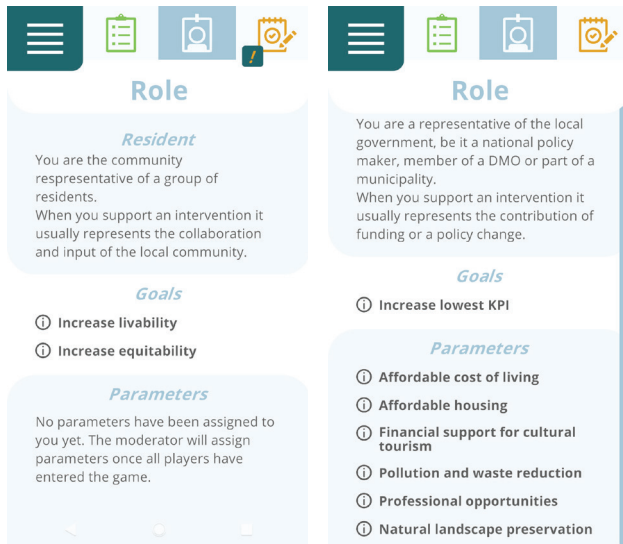 Role
Resident
You are the community
respresentative of a group of
residents.
When you support an intervention it
usually represents the collaboration
and input of the local community.
Goals
Increase livability
Increase equitability
Parameters
No parameters have been assigned to
you yet. The moderator will assign
parameters once all players have
entered the game.
Role
You are a representative of the local
government, be it a national policy
maker, member of a DMO or part of a
municipality.
When you support an intervention it
usually represents the contribution of
funding or a policy change.
Goals
Increase lowest KPI
Parameters
Affordable cost of living
Affordable housing
Financial support for cultural
tourism
Pollution and waste reduction
Professional opportunities
Natural landscape preservation